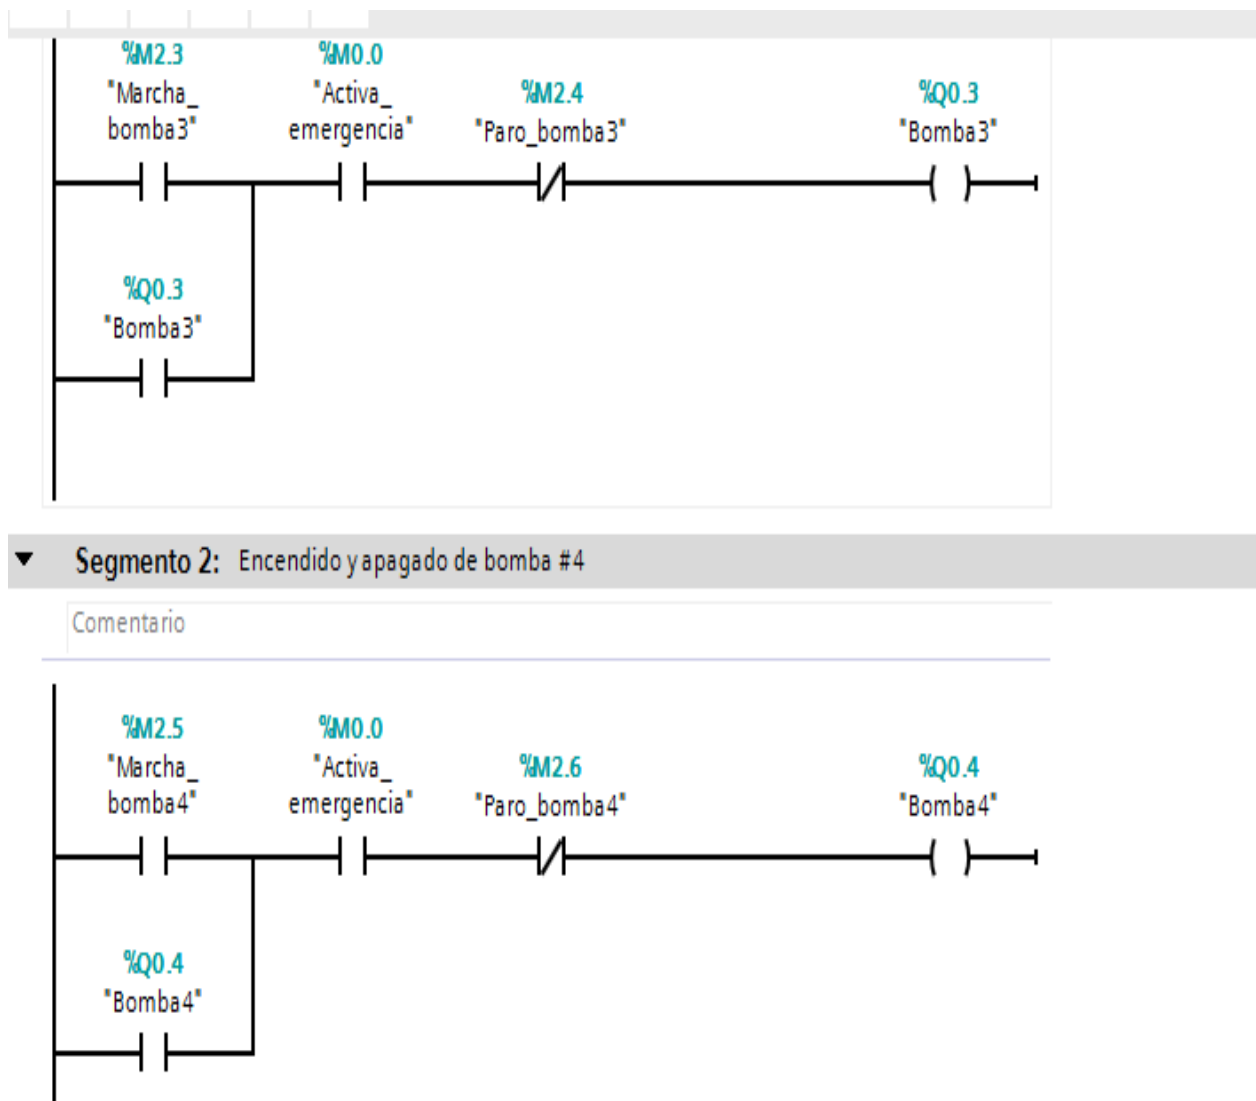 %M2.3 %M0.0
"Marcha_ "Activa_ %M2.4 %Q0.3
bomba3" emergencia" "Paro_bomba3" "Bomba3"
%Q0.3
"Bomba3"
Segmento 2: Encendido y apagado de bomba #4
Comentario
%M2.5 %M0.0
"Marcha_ "Activa_ %M2.6 %Q0.4
bomba4" emergencia" "Paro_bomba4" "Bomba4"
%Q0.4
"Bomba4"